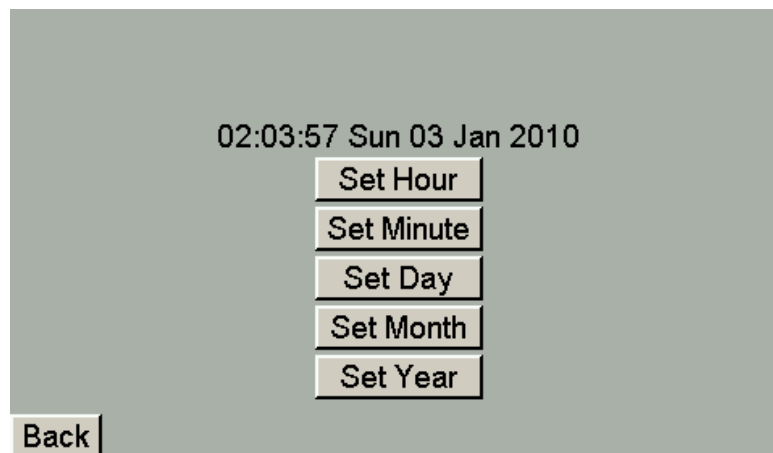 02:03:57 Sun 03 Jan 2010
Set Hour
Set Minute
Set Day
Set Month
Set Year
Back